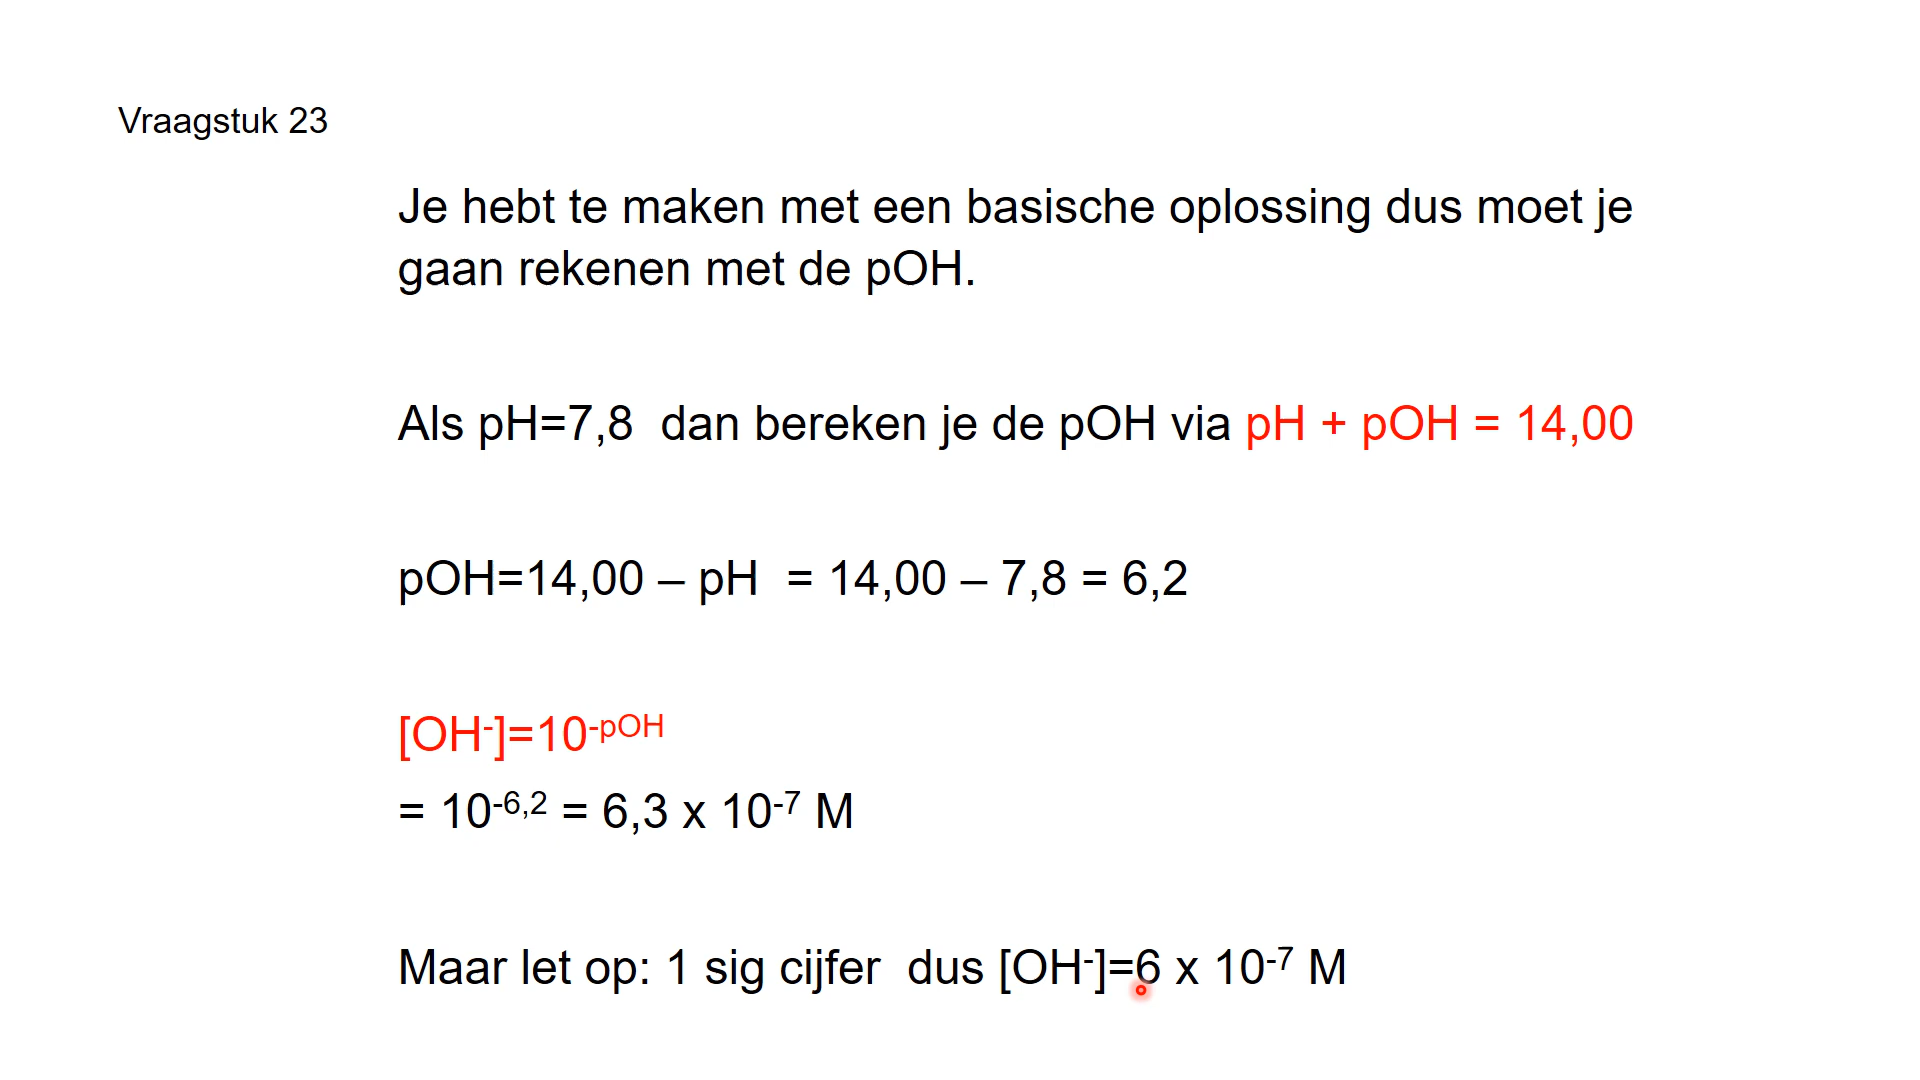 Vraagstuk 23
Je hebt te maken met een basische oplossing dus moet je
gaan rekenen met de pOH.
Als pH=7,8 dan bereken je de pOH via pH + pOH = 14,00
pOH=14,00 – pH = 14,00 – 7,8 = 6,2
[OH⁻]=10⁻ᵖᴼᴴ
= 10⁻⁶,² = 6,3 x 10⁻⁷ M
Maar let op: 1 sig cijfer dus [OH⁻]=6 x 10⁻⁷ M